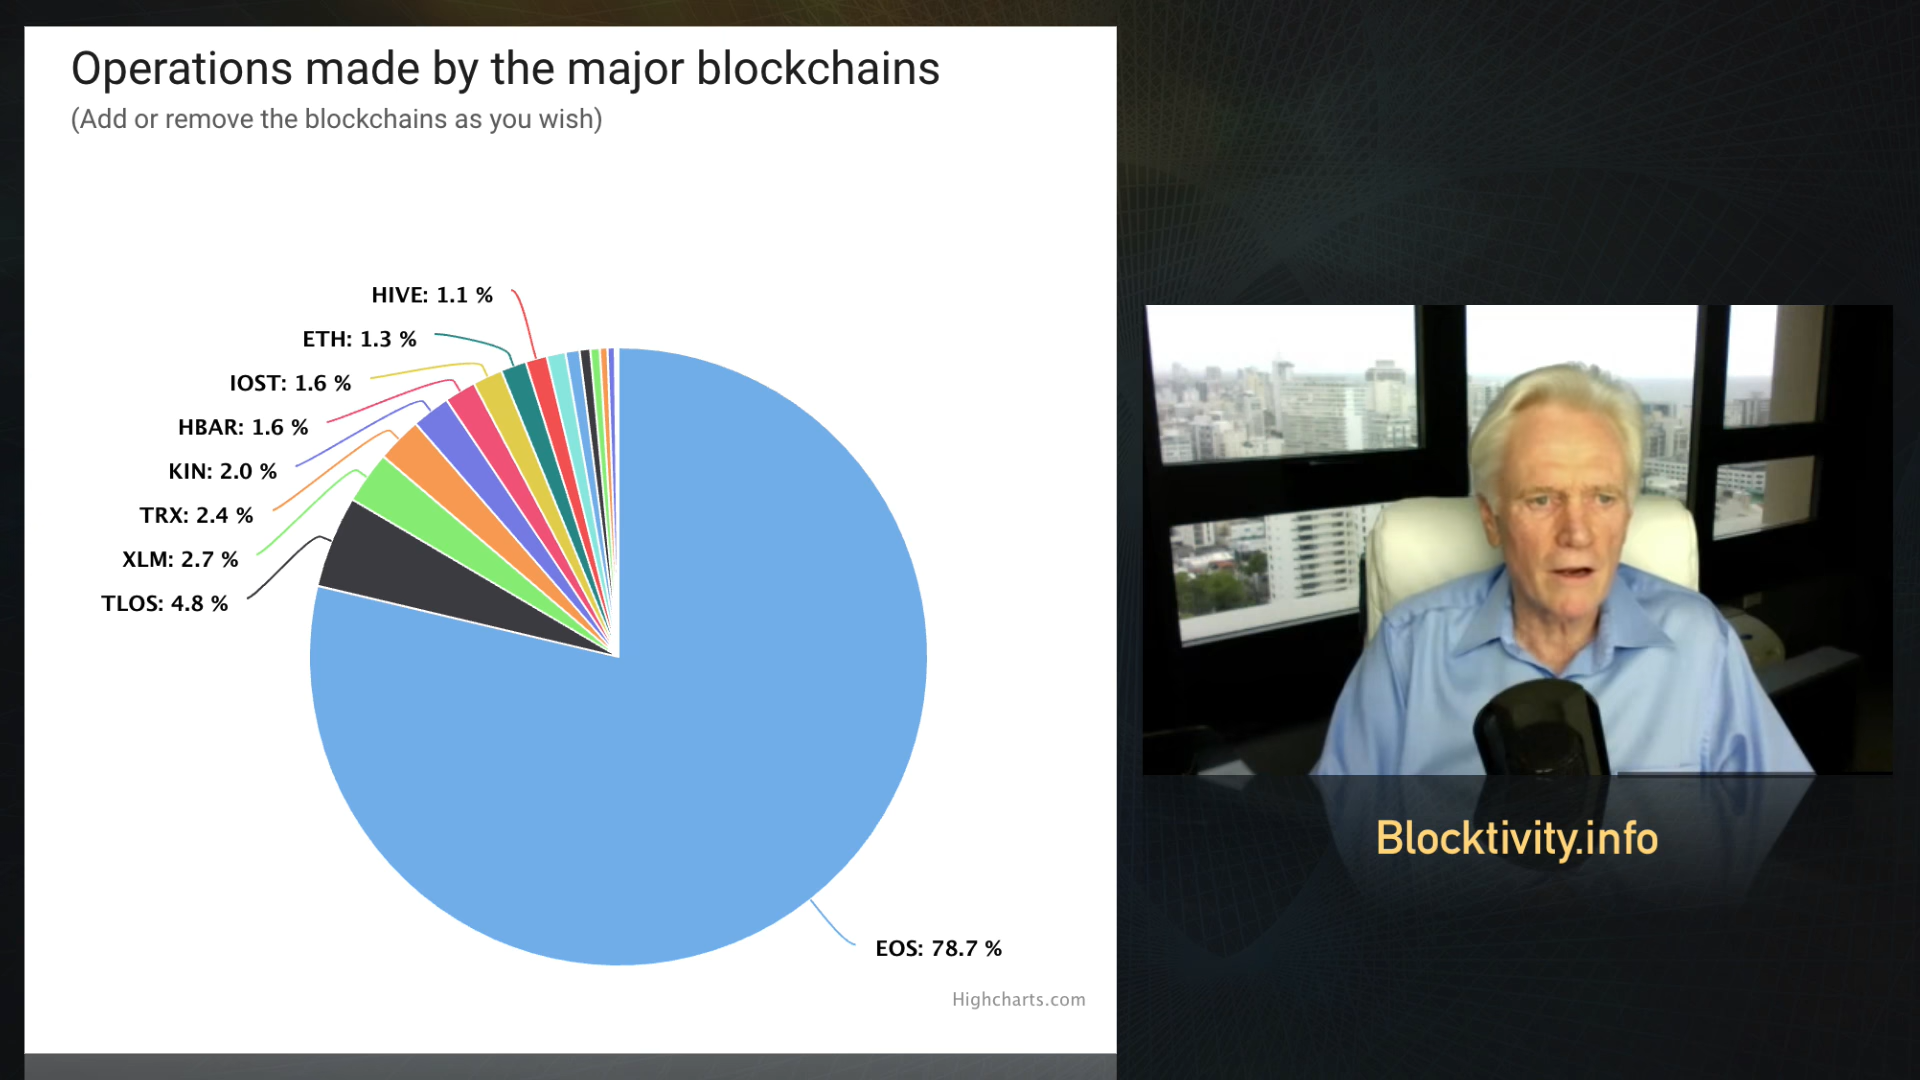 Operations made by the major blockchains
(Add or remove the blockchains as you wish)
HIVE: 1.1 %
ETH: 1.3 %
IOST: 1.6 %
HBAR: 1.6 %
KIN: 2.0 %
TRX: 2.4 %
XLM: 2.7 %
TLOS: 4.8 %
EOS: 78.7 %
Highcharts.com
Blocktivity.info